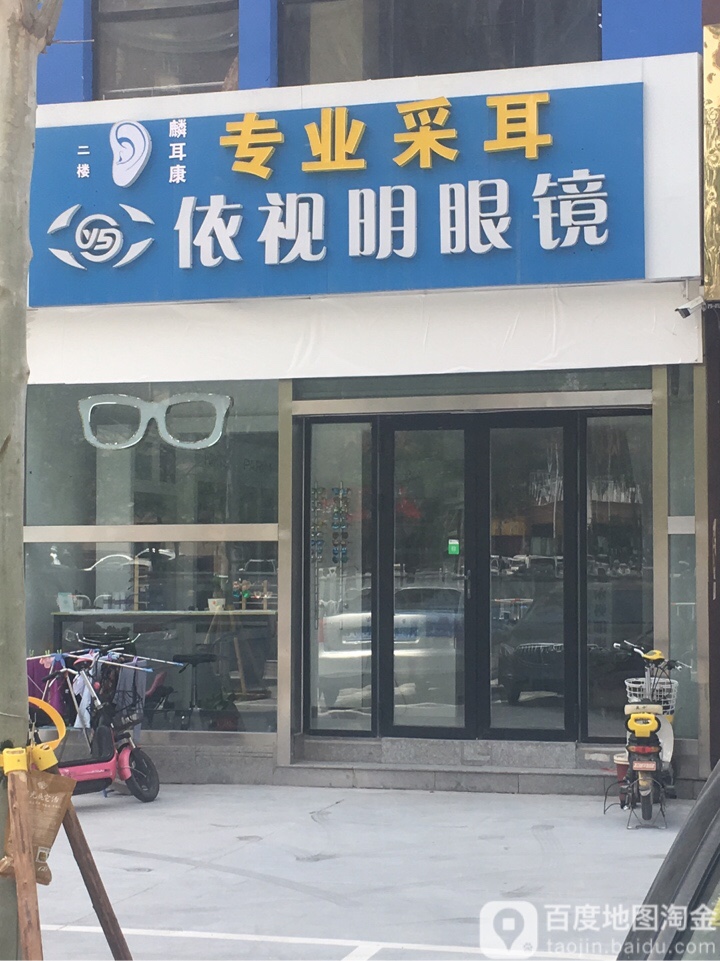 二楼
麟耳康
专业采耳
y5
依视明眼镜
百度地图淘金
taojin.baidu.com